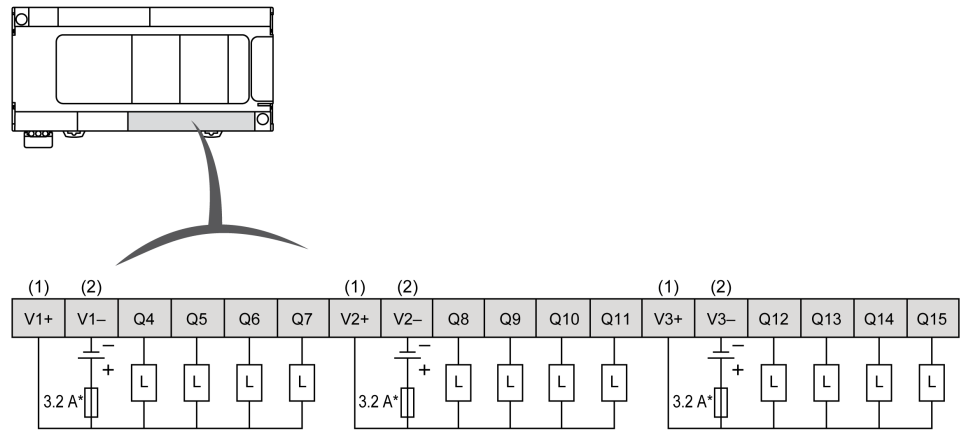 (1) (2) (1) (2) (1) (2)
V1+ V1– Q4 Q5 Q6 Q7 V2+ V2– Q8 Q9 Q10 Q11 V3+ V3– Q12 Q13 Q14 Q15
– – –
+ + +
L L L L L L L L L L L L
3.2 A* 3.2 A* 3.2 A*